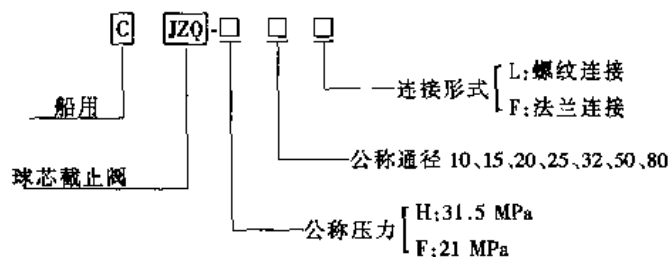 C JZQ-□ □ □
L:螺纹连接
连接形式
船用
F:法兰连接
公称通径 10、15、20、25、32、50、80
球芯截止阀
H:31.5 MPa
公称压力
F:21 MPa